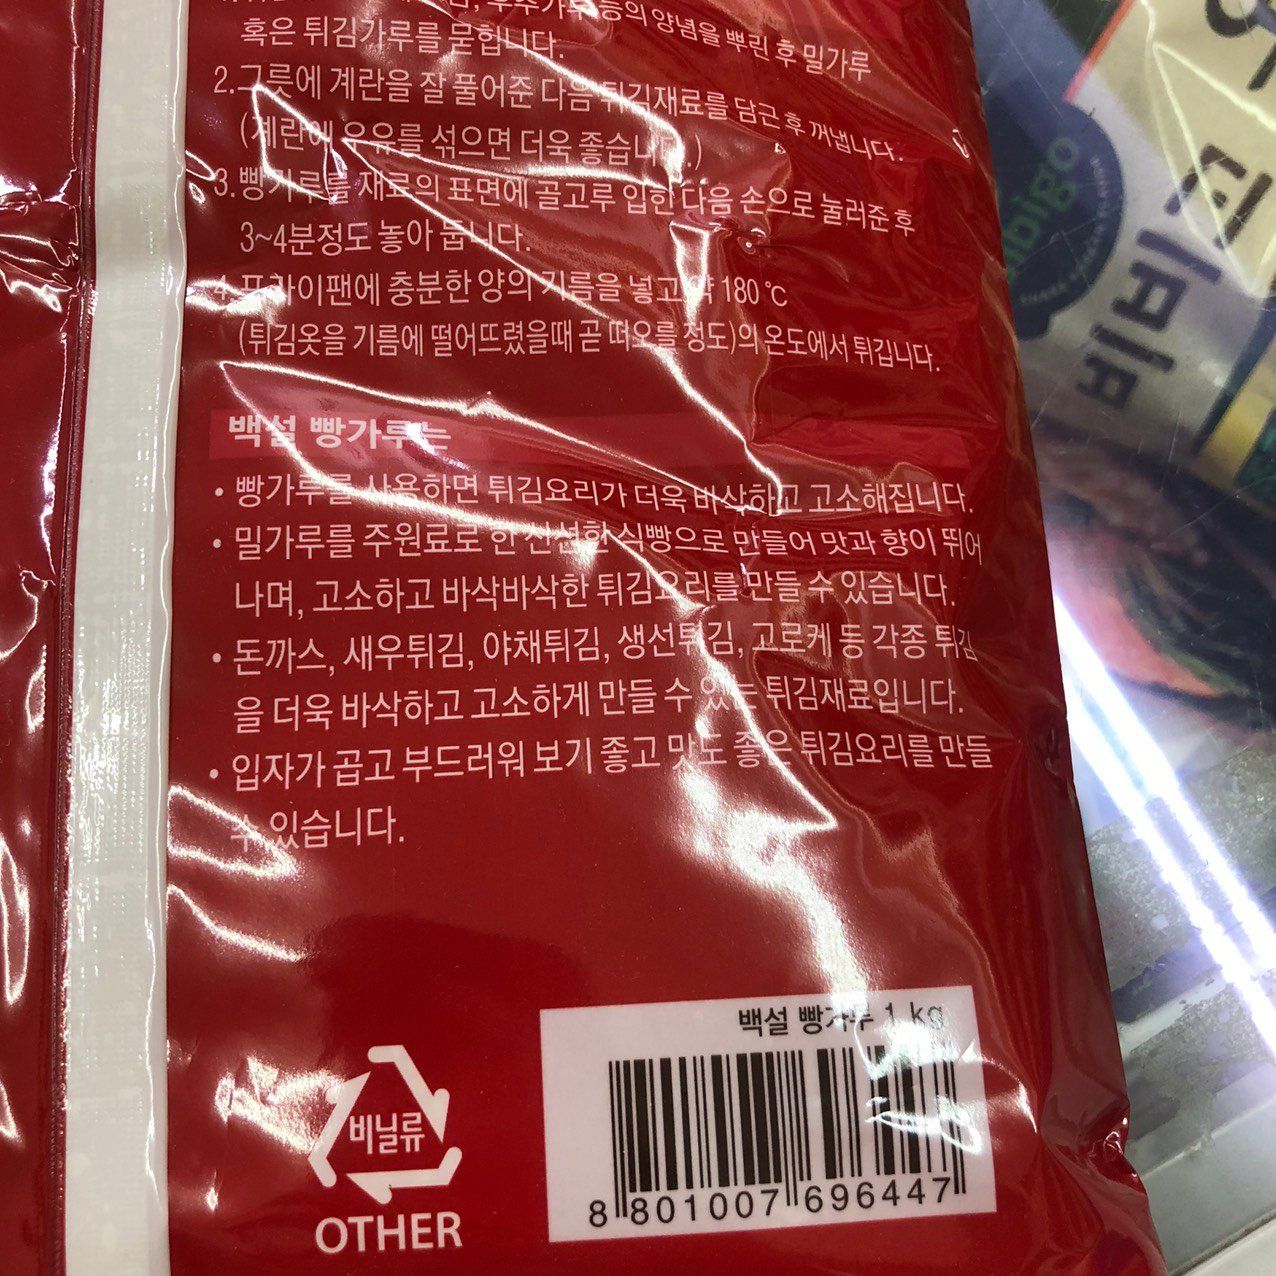 등의 양념을 뿌린 후 밀가루
혹은 튀김가루를 묻힙니다.
2.그릇에 계란을 잘 풀어준 다음 튀김재료를 담근 후 꺼냅니다.
(계란에 우유를 섞으면 더욱 좋습니다.)
3.빵가루를 재료의 표면에 골고루 입힌 다음 손으로 눌러준 후
3~4분정도 놓아 둡니다.
4.프라이팬에 충분한 양의 기름을 넣고 약 180 ℃
(튀김옷을 기름에 떨어뜨렸을때 곧 떠오를 정도)의 온도에서 튀깁니다.
백설 빵가루는
• 빵가루를 사용하면 튀김요리가 더욱 바삭하고 고소해집니다.
• 밀가루를 주원료로 한 신선한 식빵으로 만들어 맛과 향이 뛰어
나며, 고소하고 바삭바삭한 튀김요리를 만들 수 있습니다.
• 돈까스, 새우튀김, 야채튀김, 생선튀김, 고로케 등 각종 튀김
을 더욱 바삭하고 고소하게 만들 수 있는 튀김재료입니다.
• 입자가 곱고 부드러워 보기 좋고 맛도 좋은 튀김요리를 만들
수 있습니다.
백설 빵가루 1 kg
8 801007 696447
비닐류
OTHER
비비고